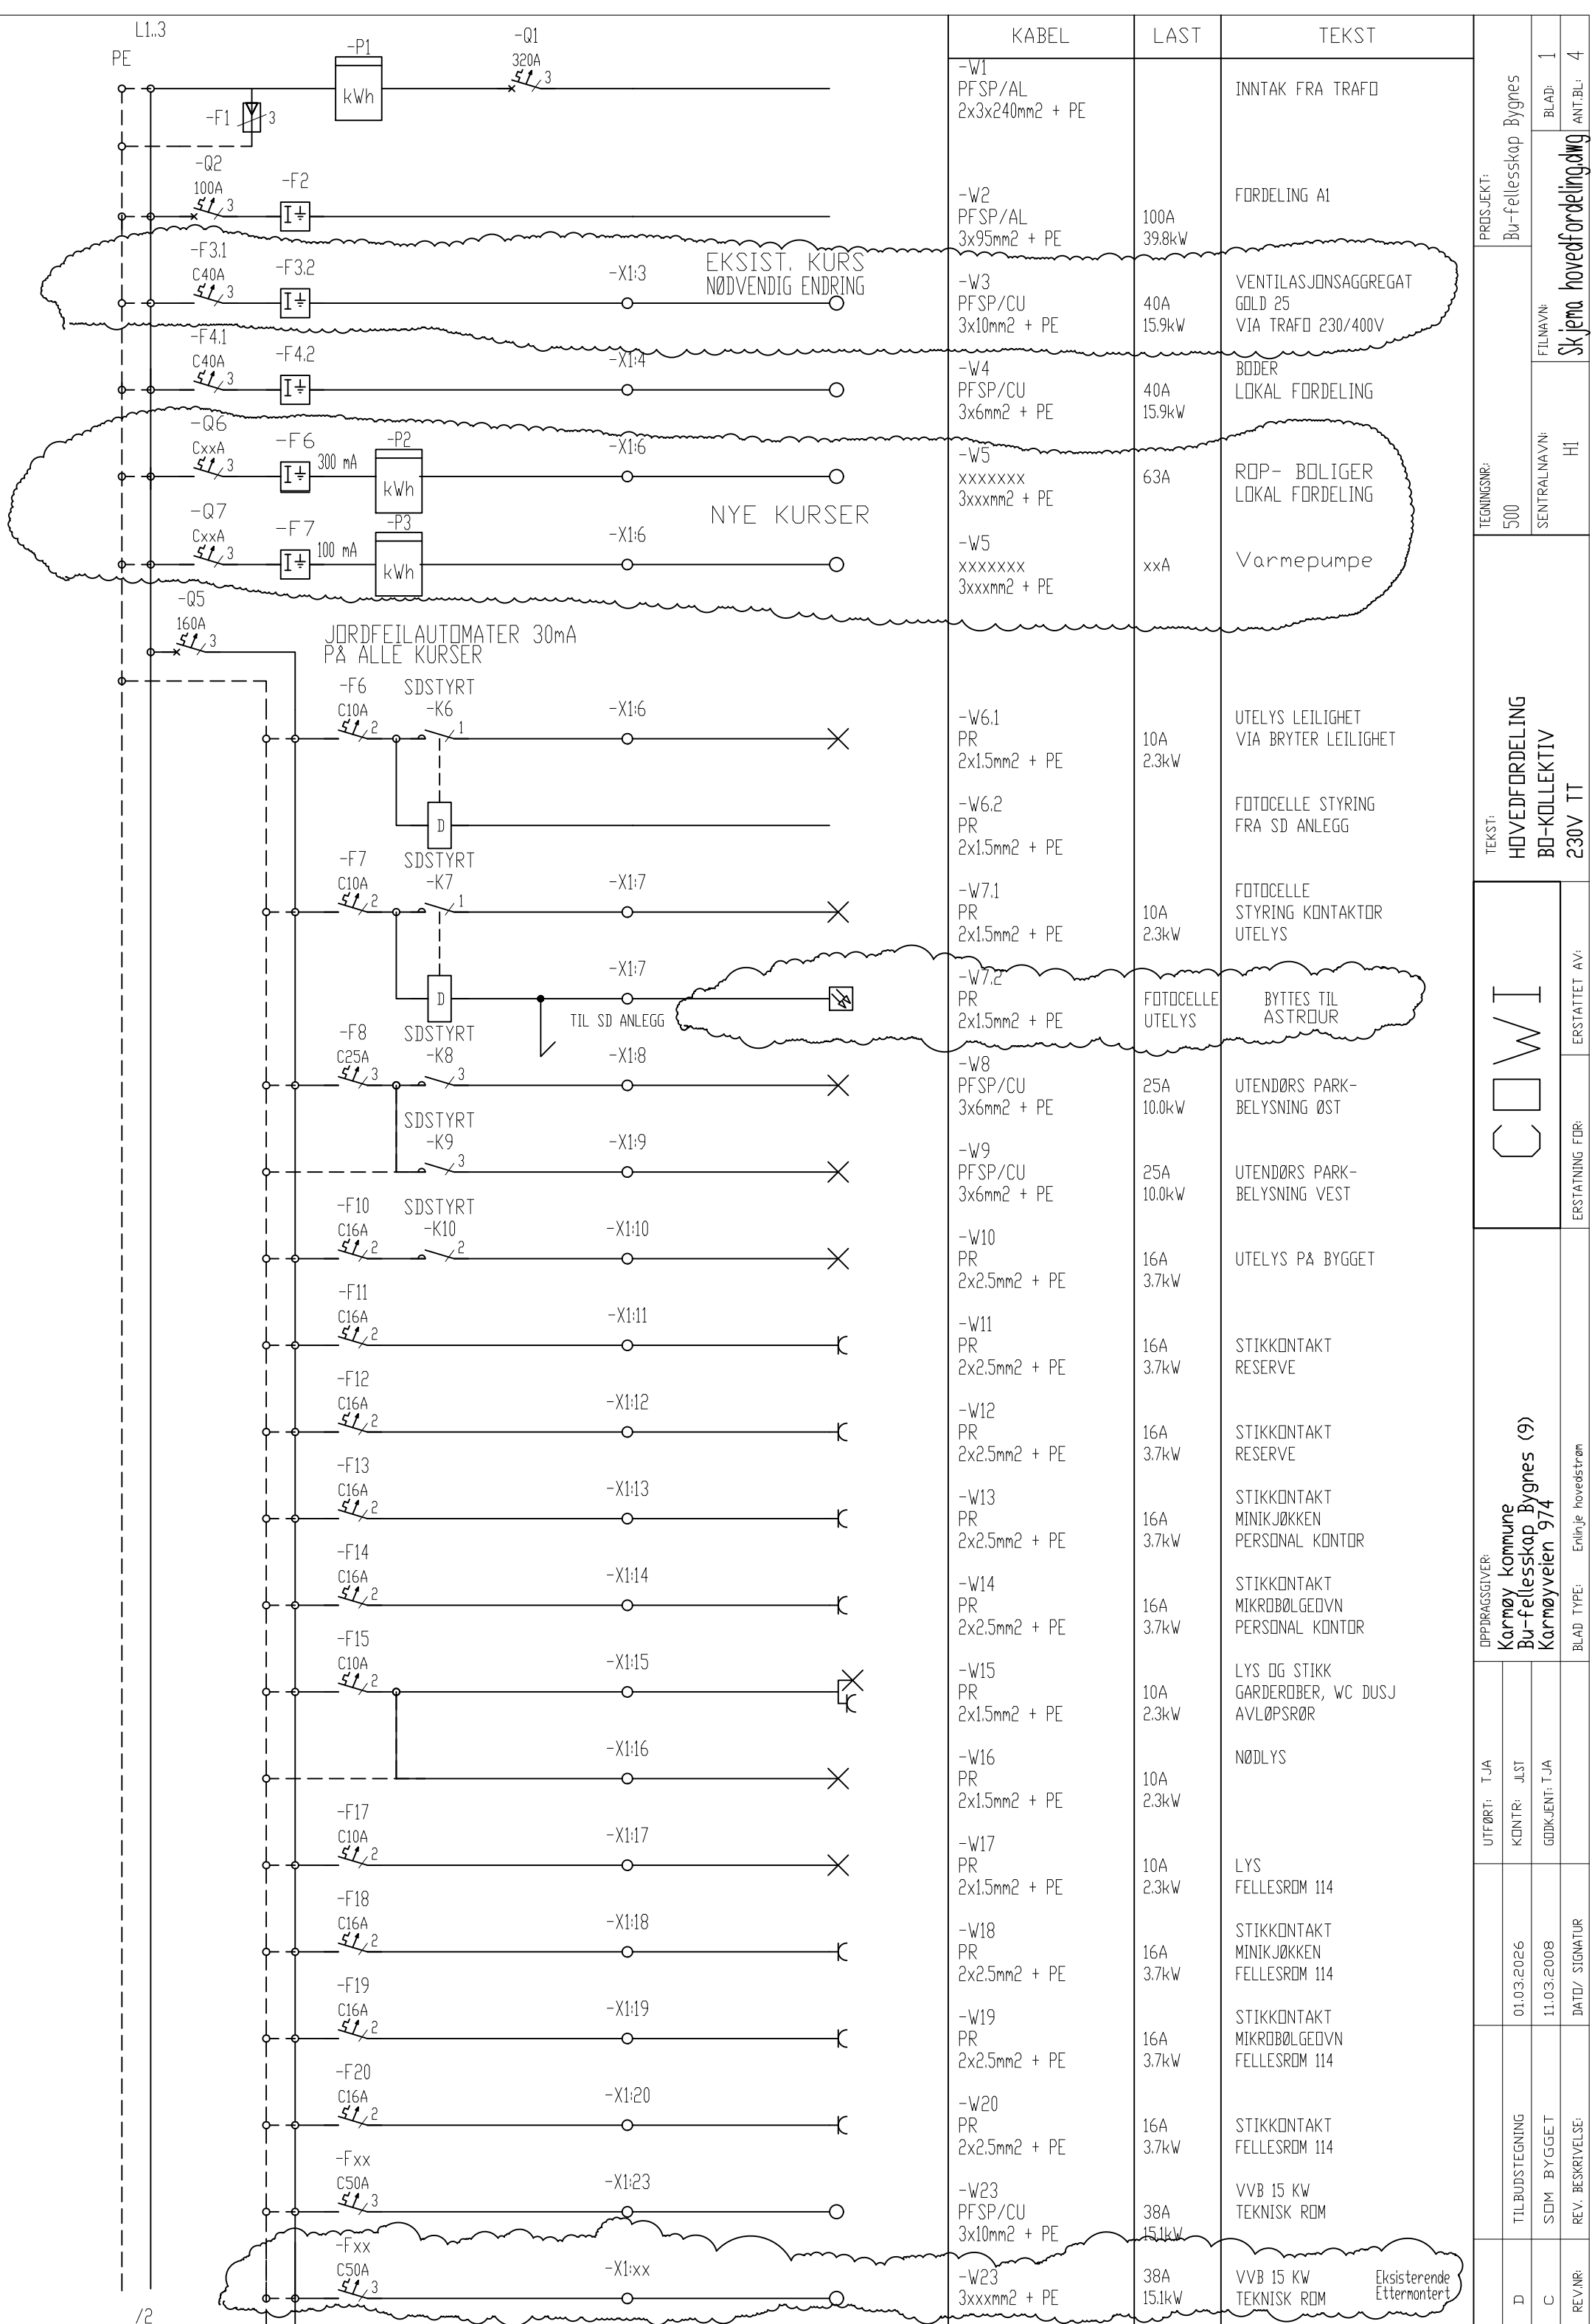 L1..3
PE
-P1
kWh
-Q1
320A
3
-F1
3
KABEL
LAST
TEKST
-W1
PFSP/AL
2x3x240mm2 + PE
INNTAK FRA TRAFO
-Q2
100A
3
-F2
-W2
PFSP/AL
3x95mm2 + PE
100A
39.8kW
FORDELING A1
-F3.1
C40A
3
-F3.2
-X1:3
EKSIST. KURS
NØDVENDIG ENDRING
-W3
PFSP/CU
3x10mm2 + PE
40A
15.9kW
VENTILASJONSAGGREGAT
GOLD 25
VIA TRAFO 230/400V
-F4.1
C40A
3
-F4.2
-X1:4
-W4
PFSP/CU
3x6mm2 + PE
40A
15.9kW
BODER
LOKAL FORDELING
-Q6
CxxA
3
-F6
300 mA
-P2
kWh
-X1:6
-W5
xxxxxxx
3xxxmm2 + PE
63A
ROP- BOLIGER
LOKAL FORDELING
NYE KURSER
-Q7
CxxA
3
-F7
100 mA
-P3
kWh
-X1:6
-W5
xxxxxxx
3xxxmm2 + PE
xxA
Varmepumpe
-Q5
160A
3
JORDFEILAUTOMATER 30mA
PÅ ALLE KURSER
-F6
C10A
2
SDSTYRT
-K6
1
-X1:6
-W6.1
PR
2x1.5mm2 + PE
10A
2.3kW
UTELYS LEILIGHET
VIA BRYTER LEILIGHET
D
-W6.2
PR
2x1.5mm2 + PE
FOTOCELLE STYRING
FRA SD ANLEGG
-F7
C10A
2
SDSTYRT
-K7
1
-X1:7
-W7.1
PR
2x1.5mm2 + PE
10A
2.3kW
FOTOCELLE
STYRING KONTAKTOR
UTELYS
D
-X1:7
TIL SD ANLEGG
-W7.2
PR
2x1.5mm2 + PE
FOTOCELLE
UTELYS
BYTTES TIL
ASTROUR
-F8
C25A
3
SDSTYRT
-K8
3
-X1:8
-W8
PFSP/CU
3x6mm2 + PE
25A
10.0kW
UTENDØRS PARK-
BELYSNING ØST
SDSTYRT
-K9
3
-X1:9
-W9
PFSP/CU
3x6mm2 + PE
25A
10.0kW
UTENDØRS PARK-
BELYSNING VEST
-F10
C16A
2
SDSTYRT
-K10
2
-X1:10
-W10
PR
2x2.5mm2 + PE
16A
3.7kW
UTELYS PÅ BYGGET
-F11
C16A
2
-X1:11
-W11
PR
2x2.5mm2 + PE
16A
3.7kW
STIKKONTAKT
RESERVE
-F12
C16A
2
-X1:12
-W12
PR
2x2.5mm2 + PE
16A
3.7kW
STIKKONTAKT
RESERVE
-F13
C16A
2
-X1:13
-W13
PR
2x2.5mm2 + PE
16A
3.7kW
STIKKONTAKT
MINIKJØKKEN
PERSONAL KONTOR
-F14
C16A
2
-X1:14
-W14
PR
2x2.5mm2 + PE
16A
3.7kW
STIKKONTAKT
MIKROBØLGEOVN
PERSONAL KONTOR
-F15
C10A
2
-X1:15
-W15
PR
2x1.5mm2 + PE
10A
2.3kW
LYS OG STIKK
GARDEROBER, WC DUSJ
AVLØPSRØR
-X1:16
-W16
PR
2x1.5mm2 + PE
10A
2.3kW
NØDLYS
-F17
C10A
2
-X1:17
-W17
PR
2x1.5mm2 + PE
10A
2.3kW
LYS
FELLESROM 114
-F18
C16A
2
-X1:18
-W18
PR
2x2.5mm2 + PE
16A
3.7kW
STIKKONTAKT
MINIKJØKKEN
FELLESROM 114
-F19
C16A
2
-X1:19
-W19
PR
2x2.5mm2 + PE
16A
3.7kW
STIKKONTAKT
MIKROBØLGEOVN
FELLESROM 114
-F20
C16A
2
-X1:20
-W20
PR
2x2.5mm2 + PE
16A
3.7kW
STIKKONTAKT
FELLESROM 114
-Fxx
C50A
3
-X1:23
-W23
PFSP/CU
3x10mm2 + PE
38A
15.1kW
VVB 15 KW
TEKNISK ROM
-Fxx
C50A
3
-X1:xx
-W23
3xxxmm2 + PE
38A
15.1kW
VVB 15 KW
TEKNISK ROM
Eksisterende
Ettermontert
/2
PROSJEKT:
Bu-fellesskap Bygnes
BLAD: 1
ANT.BL: 4
FILNAVN:
Skjema hovedfordeling.dwg
TEGNINGSNR.:
500
SENTRALNAVN:
H1
TEKST:
HOVEDFORDELING
BO-KOLLEKTIV
230V TT
COWI
ERSTATTET AV:
ERSTATNING FOR:
OPPDRAGSGIVER:
Karmøy kommune
Bu-fellesskap Bygnes (9)
Karmøyveien 974
BLAD TYPE: Enlinje hovedstrøm
UTFØRT: TJA
KONTR: JLST
GODKJENT: TJA
01.03.2026
11.03.2008
DATO/ SIGNATUR
TILBUDSTEGNING
SOM BYGGET
REV. BESKRIVELSE:
D
C
REV.NR: